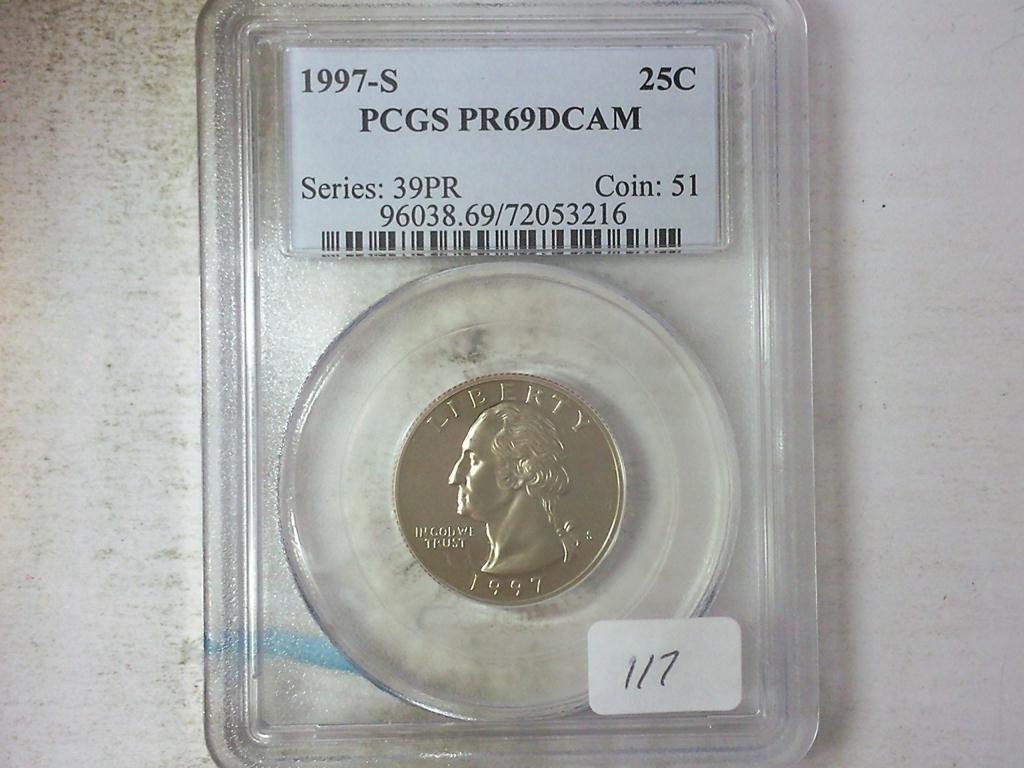 1997-S 25C
PCGS PR69DCAM
Series: 39PR Coin: 51
96038.69/72053216
LIBERTY
IN GOD WE
TRUST
S
1997
117